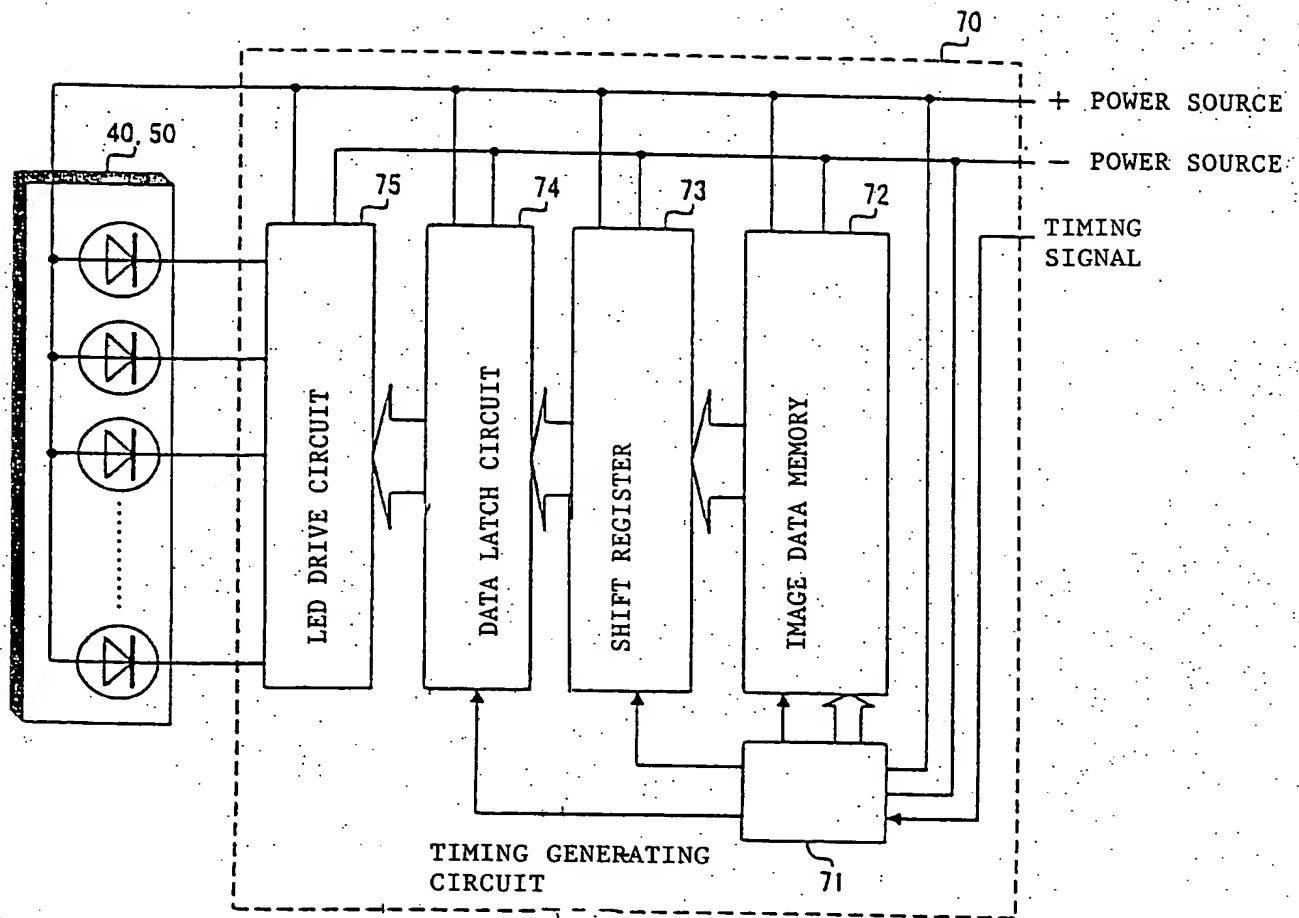 70
+ POWER SOURCE
40, 50
- POWER SOURCE
75
74
73
72
TIMING
SIGNAL
LED DRIVE CIRCUIT
DATA LATCH CIRCUIT
SHIFT REGISTER
IMAGE DATA MEMORY
TIMING GENERATING
CIRCUIT
71